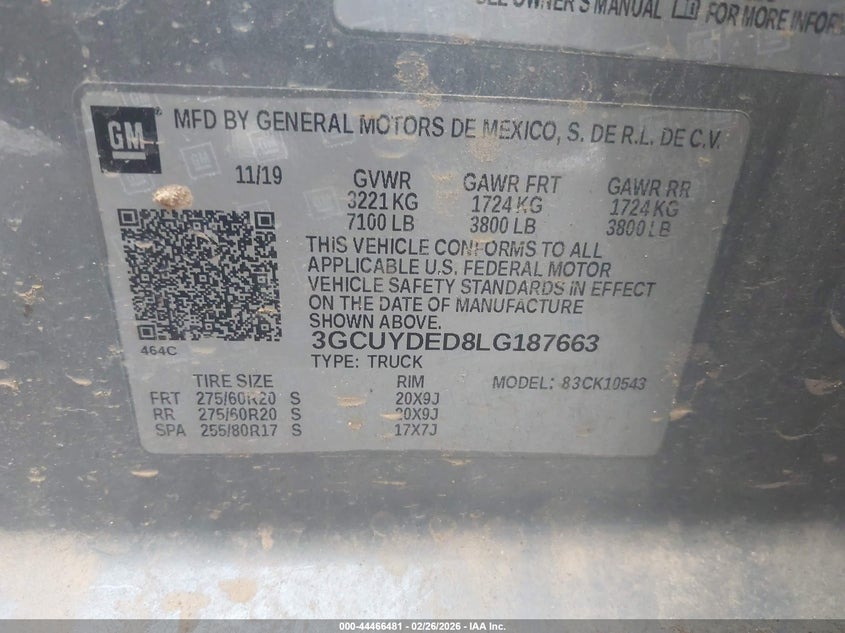 SEE OWNER'S MANUAL FOR MORE INFOR
GM
MFD BY GENERAL MOTORS DE MEXICO, S. DE R.L. DE C.V.
11/19 GVWR GAWR FRT GAWR RR
3221 KG 1724 KG 1724 KG
7100 LB 3800 LB 3800 LB
THIS VEHICLE CONFORMS TO ALL
APPLICABLE U.S. FEDERAL MOTOR
VEHICLE SAFETY STANDARDS IN EFFECT
ON THE DATE OF MANUFACTURE
SHOWN ABOVE.
464C
3GCUYDED8LG187663
TYPE: TRUCK
TIRE SIZE RIM MODEL: 83CK10543
FRT 275/60R20 S 20X9J
RR 275/60R20 S 20X9J
SPA 255/80R17 S 17X7J
000-44466481 - 02/26/2026 - IAA Inc.